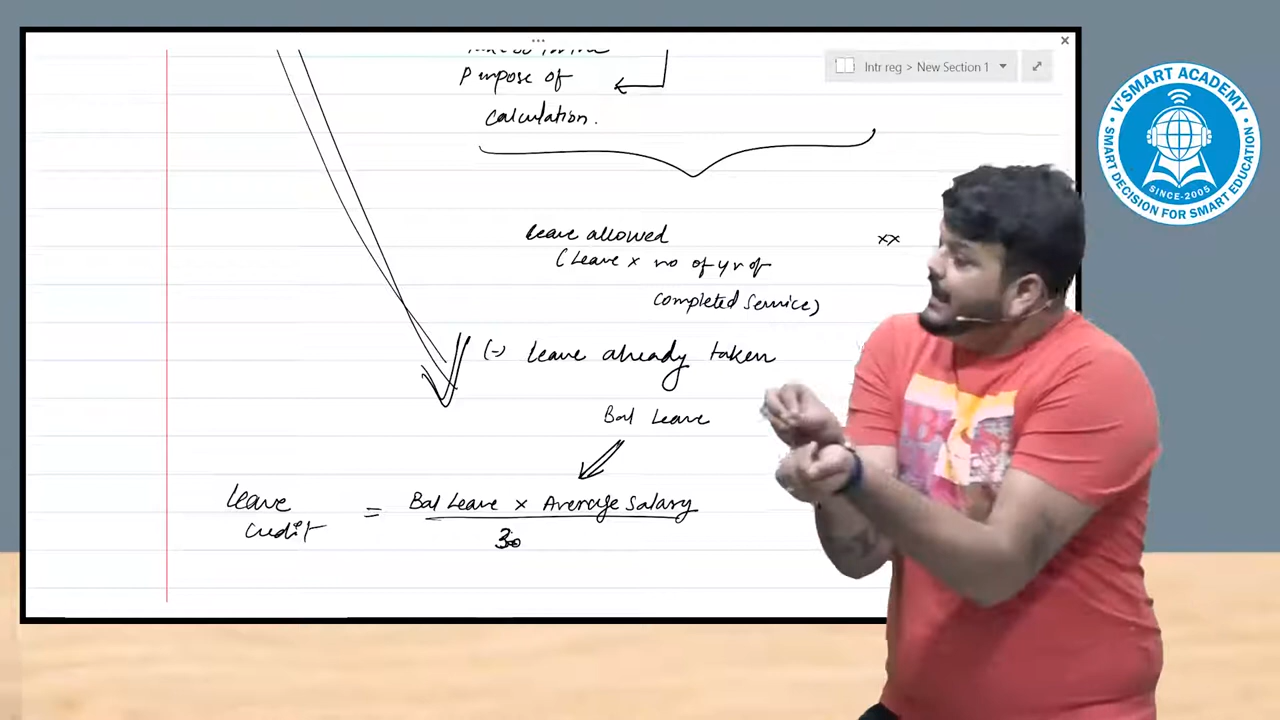 Intr reg > New Section 1
Purpose of
calculation.
leave allowed
xx
(Leave x no of yr of
completed Service)
(-) Leave already taken
Bal Leave
Leave
credit
= Bal Leave x Average Salary
30
V'SMART ACADEMY
SMART DECISION FOR SMART EDUCATION
SINCE-2005